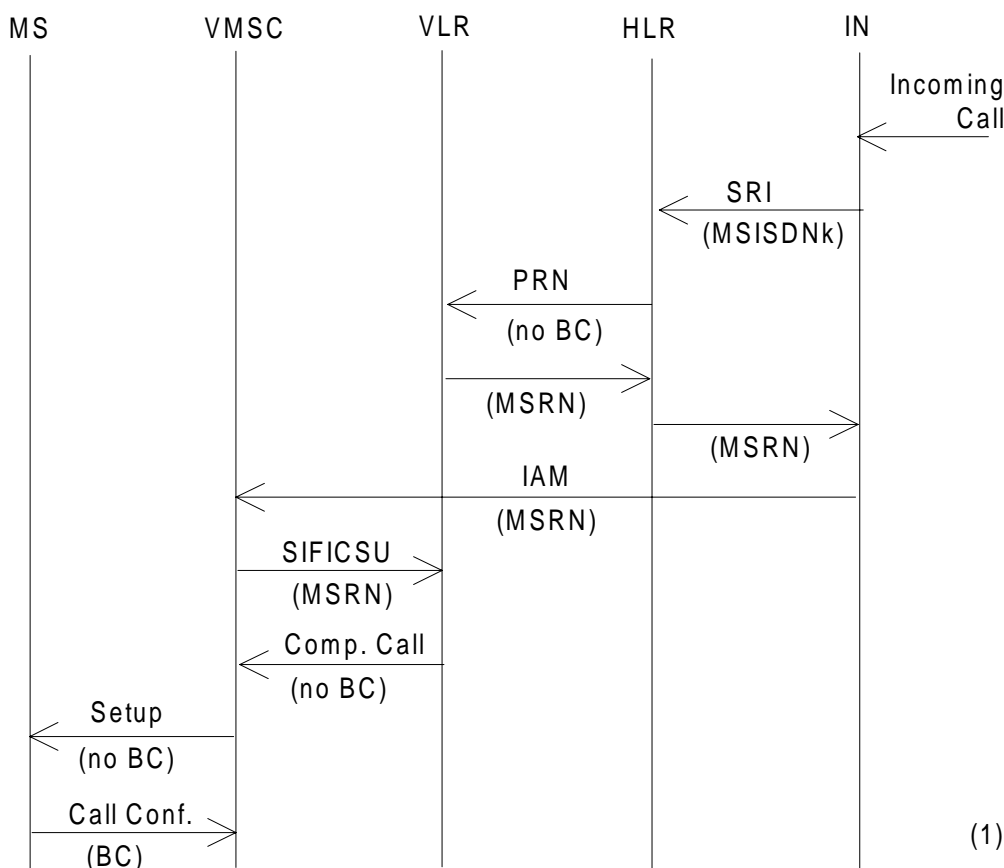 MS VMSC VLR HLR IN
Incoming
Call
SRI
(MSISDNk)
PRN
(no BC)
(MSRN)
(MSRN)
IAM
(MSRN)
SIFICSU
(MSRN)
Comp. Call
(no BC)
Setup
(no BC)
Call Conf.
(BC)
(1)